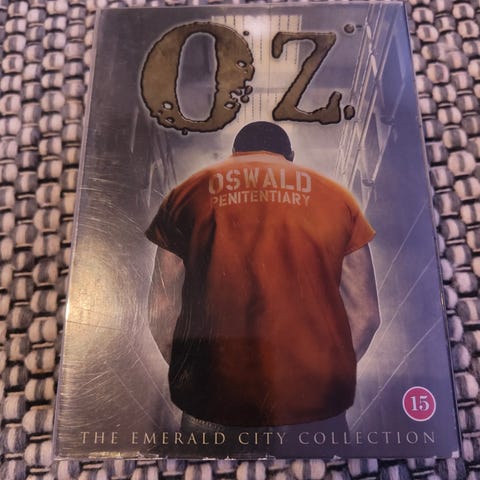 OZ.
OSWALD
PENITENTIARY
15
THE EMERALD CITY COLLECTION